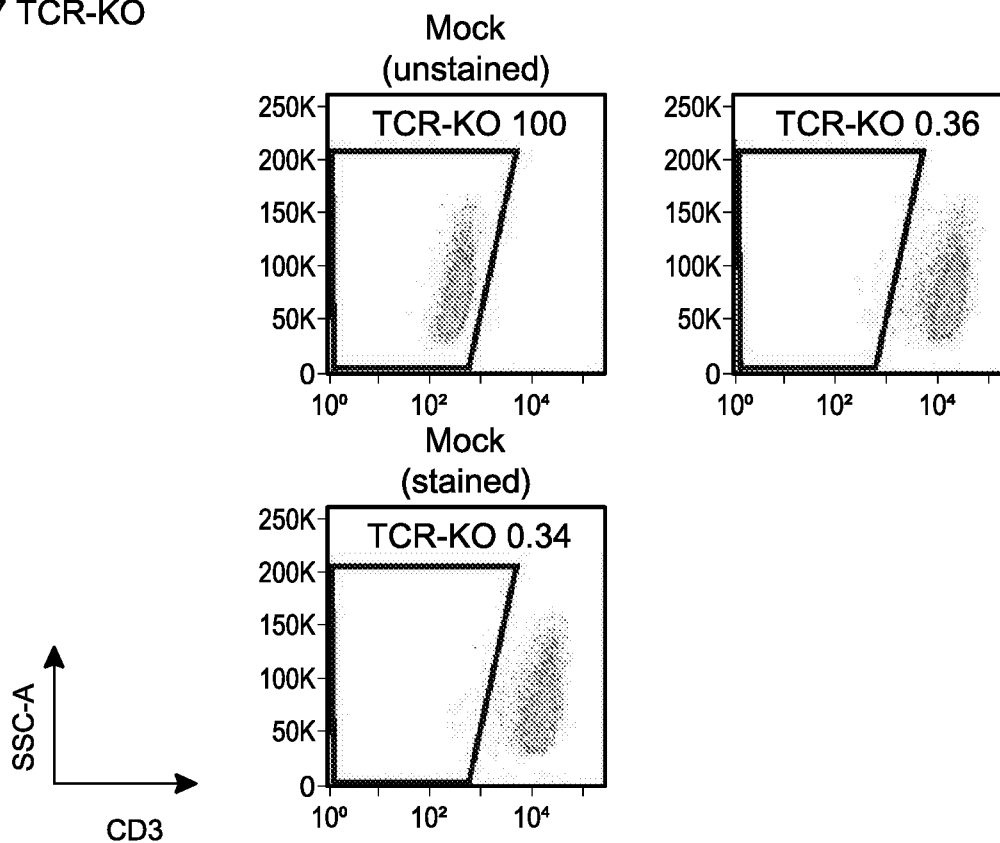 TCR-KO
Mock
(unstained)
TCR-KO 100
250K
200K
150K
100K
50K
0
10⁰ 10² 10⁴
TCR-KO 0.36
250K
200K
150K
100K
50K
0
10⁰ 10² 10⁴
Mock
(stained)
TCR-KO 0.34
250K
200K
150K
100K
50K
0
10⁰ 10² 10⁴
SSC-A
CD3